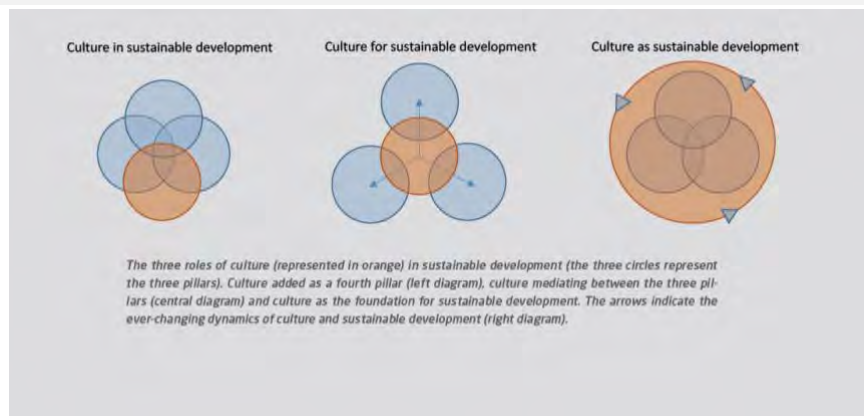 Culture in sustainable development
Culture for sustainable development
Culture as sustainable development
The three roles of culture (represented in orange) in sustainable development (the three circles represent
the three pillars). Culture added as a fourth pillar (left diagram), culture mediating between the three pil-
lars (central diagram) and culture as the foundation for sustainable development. The arrows indicate the
ever-changing dynamics of culture and sustainable development (right diagram).